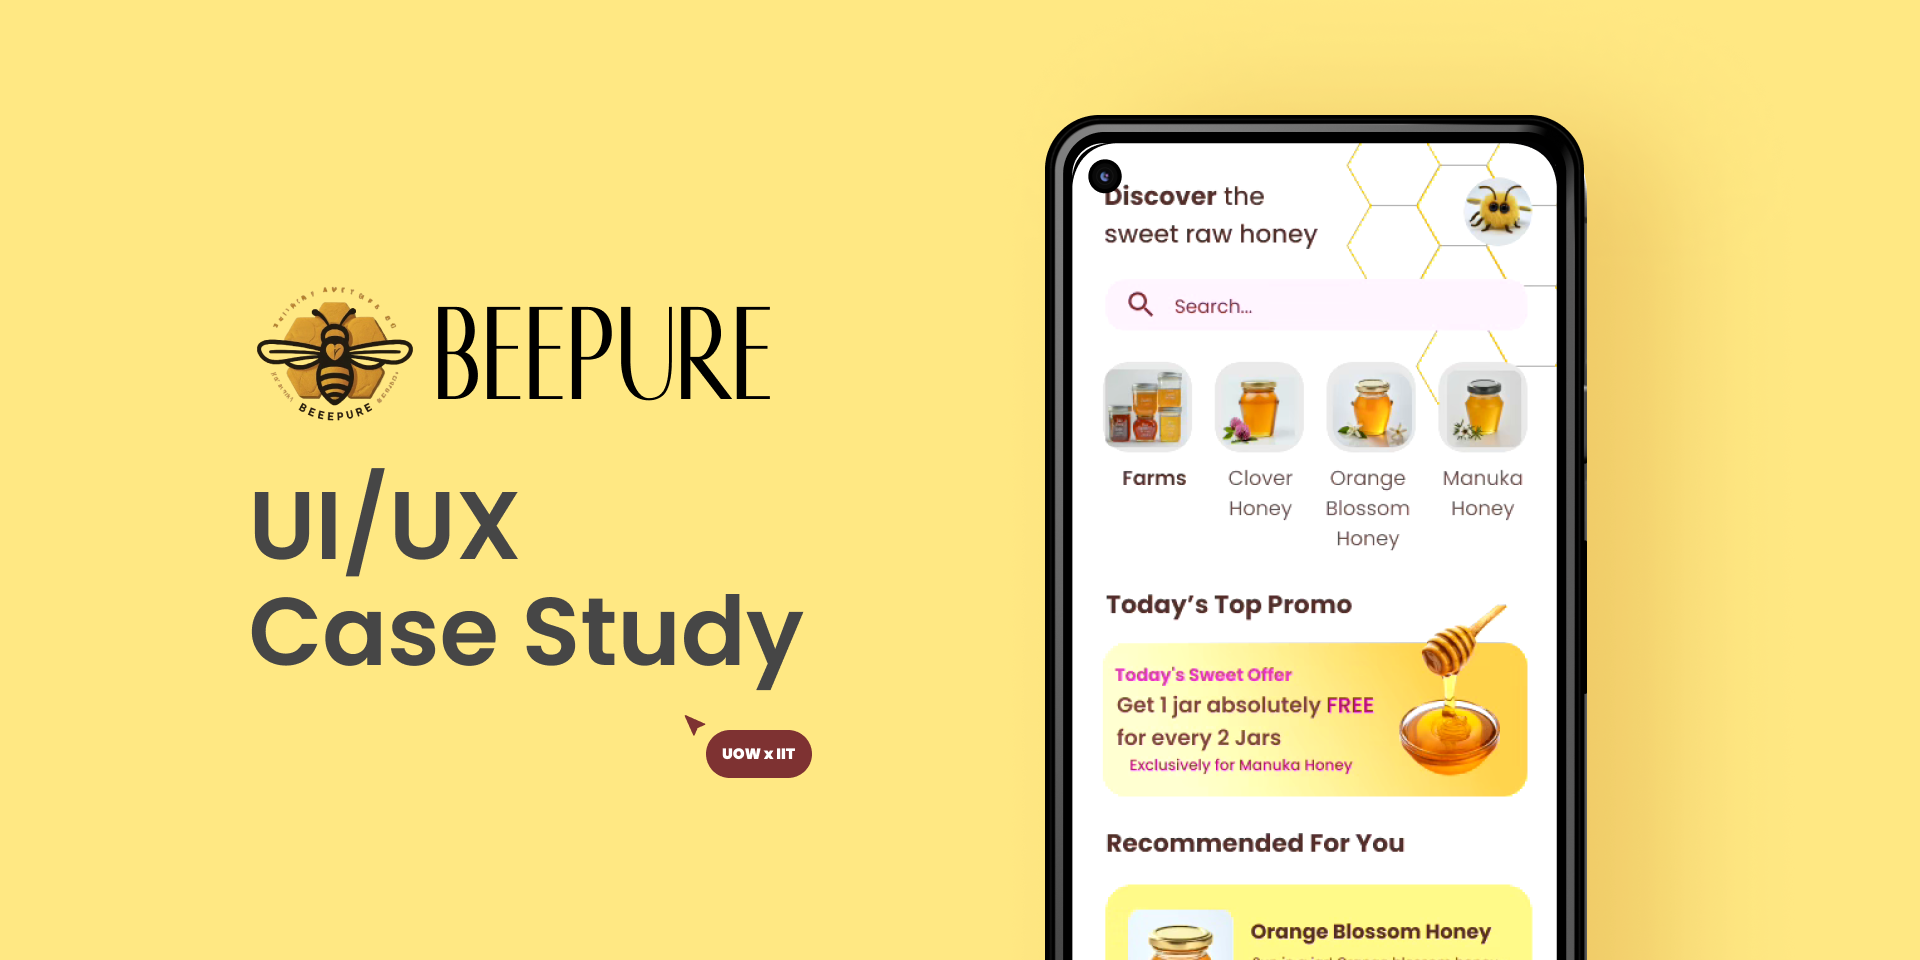 BEEPURE
BEEEPURE
UI/UX
Case Study
UOW x IIT
Discover the
sweet raw honey
Search...
Farms
Clover
Honey
Orange
Blossom
Honey
Manuka
Honey
Today's Top Promo
Today's Sweet Offer
Get 1 jar absolutely FREE
for every 2 Jars
Exclusively for Manuka Honey
Recommended For You
Orange Blossom Honey